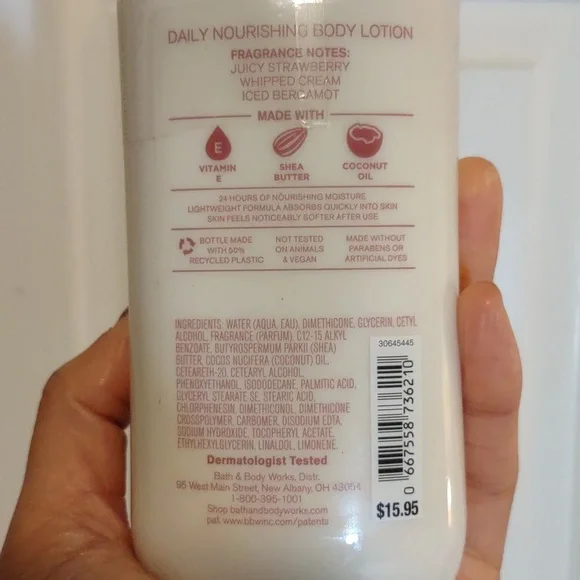 DAILY NOURISHING BODY LOTION
FRAGRANCE NOTES:
JUICY STRAWBERRY
WHIPPED CREAM
ICED BERGAMOT
MADE WITH
E
VITAMIN
E
SHEA
BUTTER
COCONUT
OIL
24 HOURS OF NOURISHING MOISTURE
LIGHTWEIGHT FORMULA ABSORBS QUICKLY INTO SKIN
SKIN FEELS NOTICEABLY SOFTER AFTER USE
BOTTLE MADE
WITH 50%
RECYCLED PLASTIC
NOT TESTED
ON ANIMALS
& VEGAN
MADE WITHOUT
PARABENS OR
ARTIFICIAL DYES
INGREDIENTS: WATER (AQUA, EAU), DIMETHICONE, GLYCERIN, CETYL
ALCOHOL, FRAGRANCE (PARFUM), C12-15 ALKYL
BENZOATE, BUTYROSPERMUM PARKII (SHEA)
BUTTER, COCOS NUCIFERA (COCONUT) OIL,
CETEARETH-20, CETEARYL ALCOHOL,
PHENOXYETHANOL, ISODODECANE, PALMITIC ACID,
GLYCERYL STEARATE SE, STEARIC ACID,
CHLORPHENESIN, DIMETHICONOL, DIMETHICONE
CROSSPOLYMER, CARBOMER, DISODIUM EDTA,
SODIUM HYDROXIDE, TOCOPHERYL ACETATE,
ETHYLHEXYLGLYCERIN, LINALOOL, LIMONENE.
Dermatologist Tested
Bath & Body Works, Distr.
95 West Main Street, New Albany, OH 43054
1-800-395-1001
Shop bathandbodyworks.com
pat. www.bbwinc.com/patents
30645445
0 667558 736210
$15.95